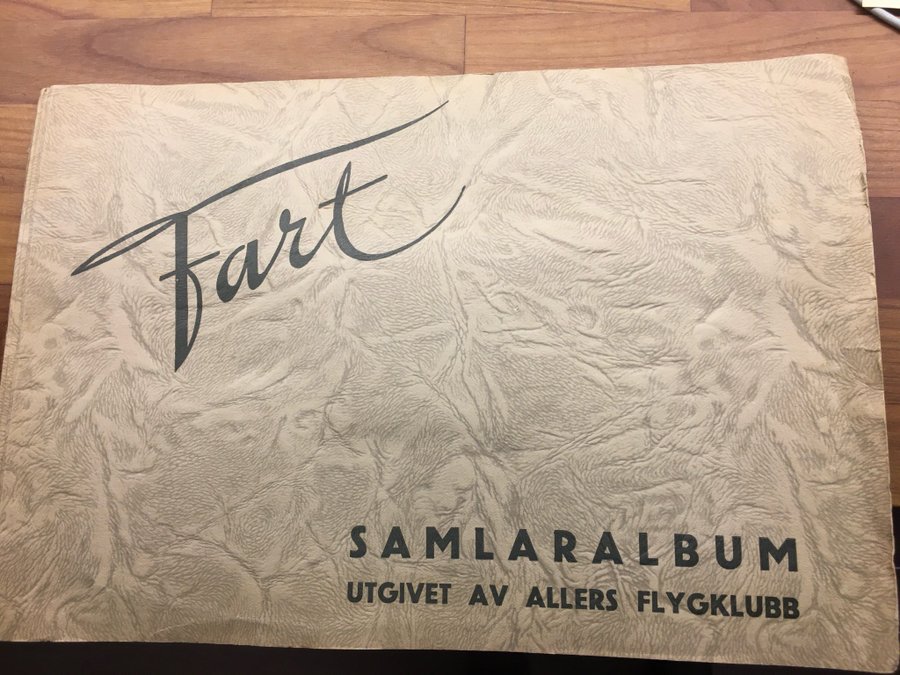 Fart
SAMLARALBUM
UTGIVET AV ALLERS FLYGKLUBB